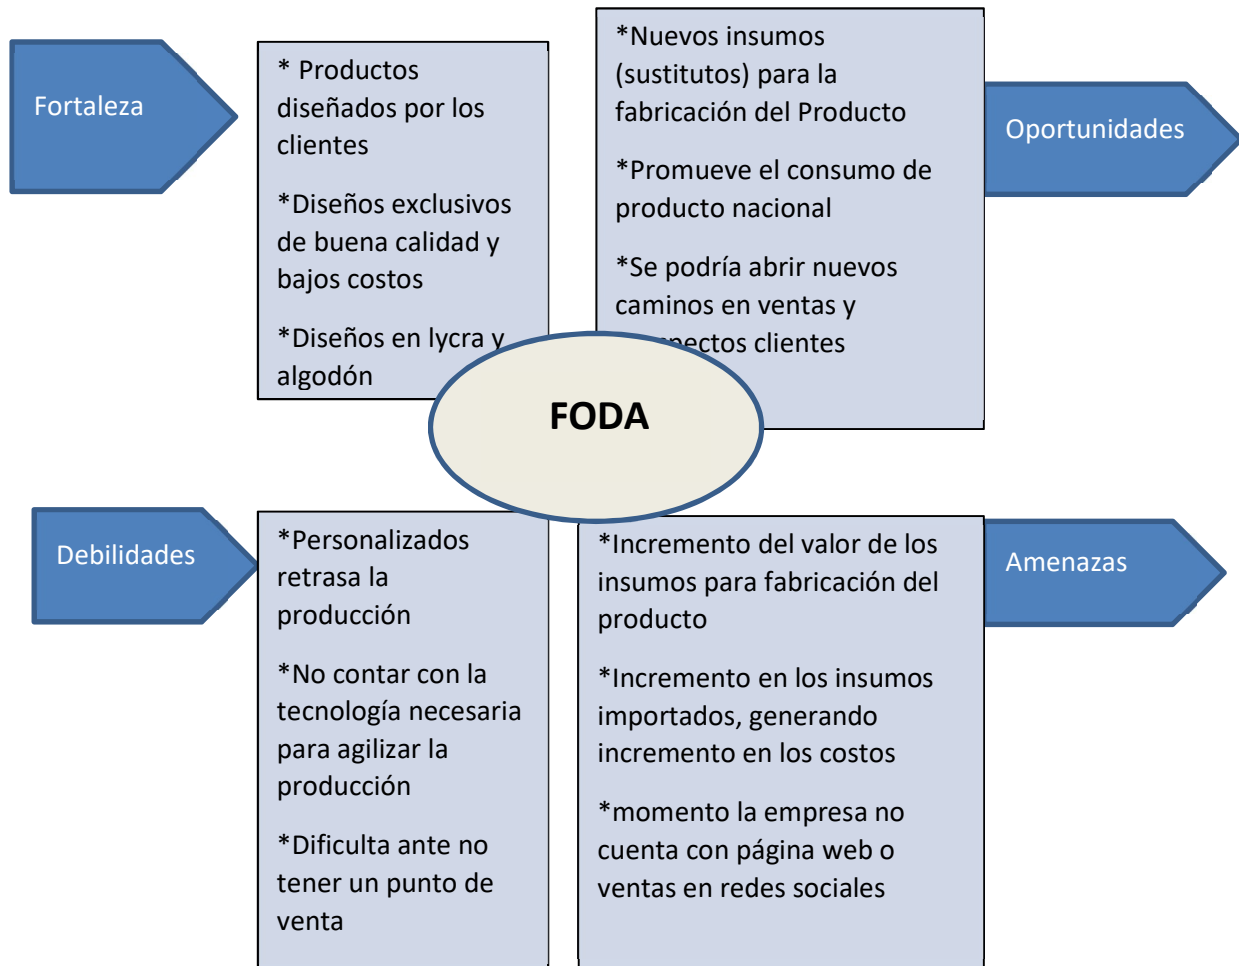 Fortaleza
* Productos
diseñados por los
clientes
*Diseños exclusivos
de buena calidad y
bajos costos
*Diseños en lycra y
algodón
*Nuevos insumos
(sustitutos) para la
fabricación del Producto
*Promueve el consumo de
producto nacional
*Se podría abrir nuevos
caminos en ventas y
clientes
Oportunidades
FODA
Debilidades
*Personalizados
retrasa la
producción
*No contar con la
tecnología necesaria
para agilizar la
producción
*Dificulta ante no
tener un punto de
venta
*Incremento del valor de los
insumos para fabricación del
producto
*Incremento en los insumos
importados, generando
incremento en los costos
*momento la empresa no
cuenta con página web o
ventas en redes sociales
Amenazas